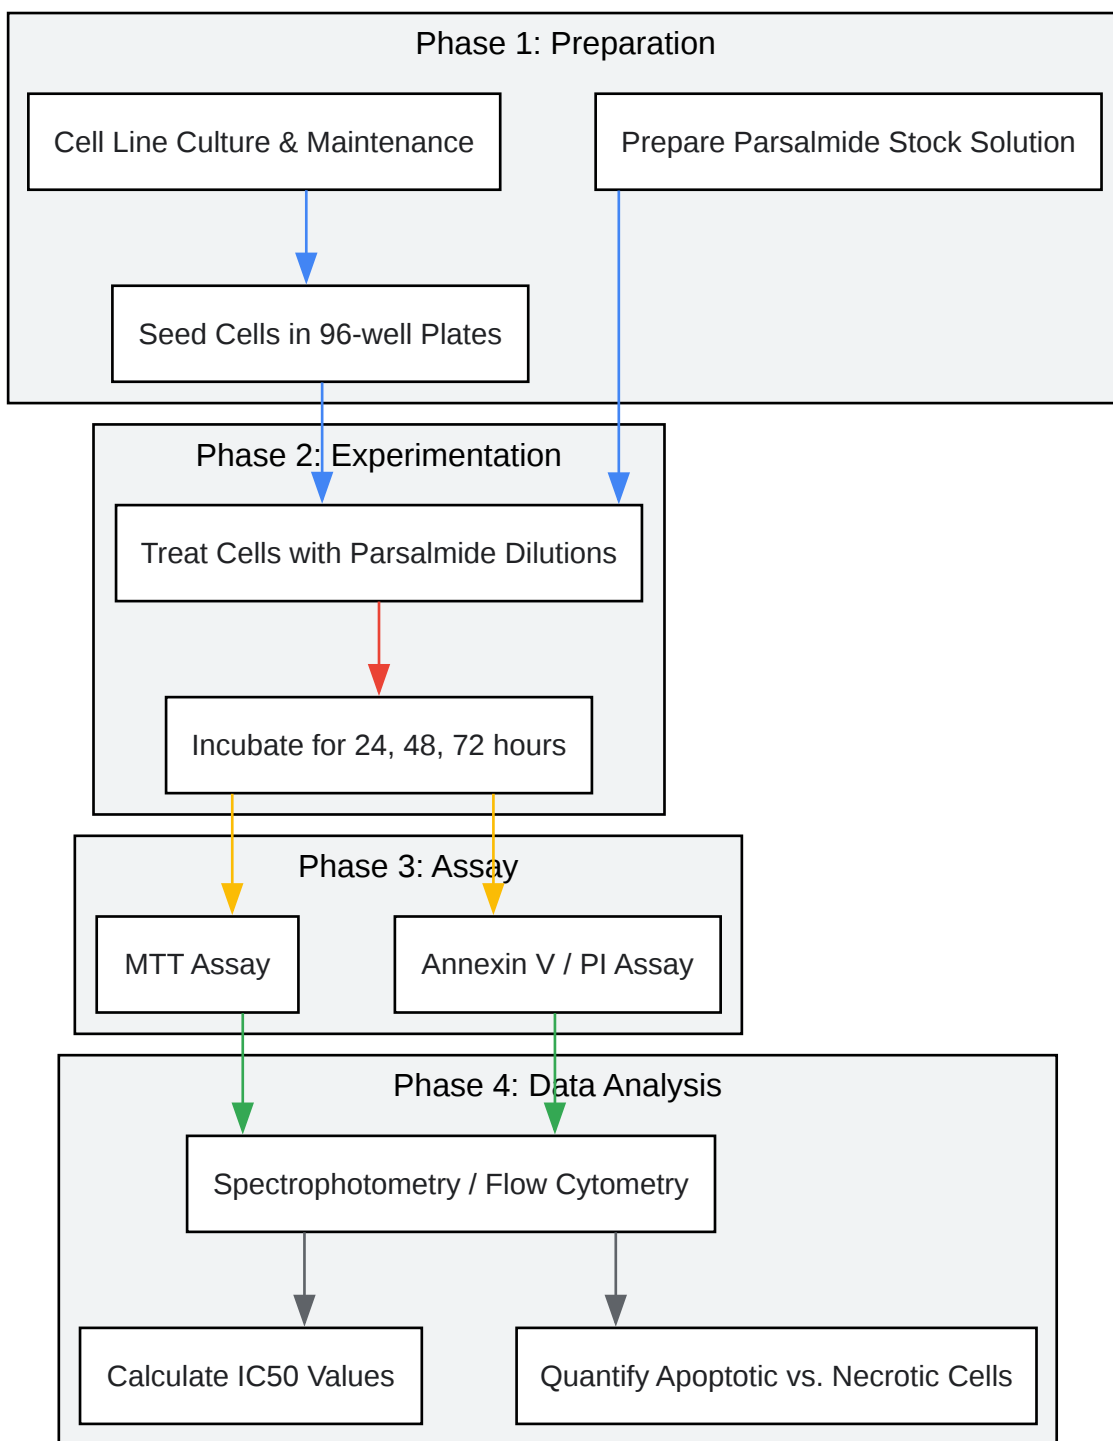 Phase 1: Preparation
Cell Line Culture & Maintenance
Prepare Parsalmide Stock Solution
Seed Cells in 96-well Plates
Phase 2: Experimentation
Treat Cells with Parsalmide Dilutions
Incubate for 24, 48, 72 hours
Phase 3: Assay
MTT Assay
Annexin V / PI Assay
Phase 4: Data Analysis
Spectrophotometry / Flow Cytometry
Calculate IC50 Values
Quantify Apoptotic vs. Necrotic Cells